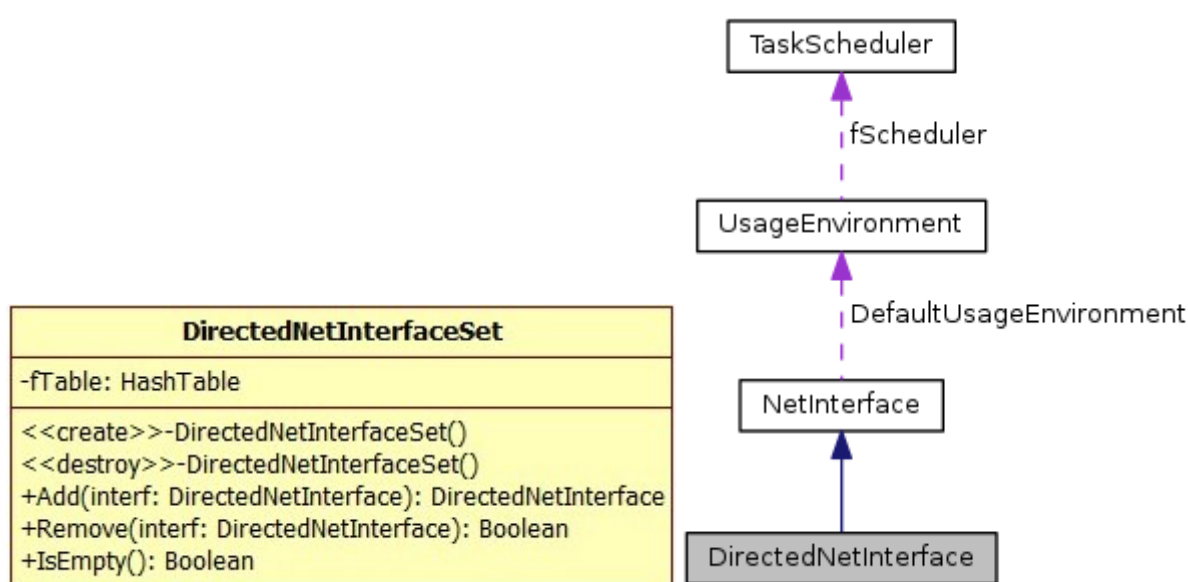 TaskScheduler
fScheduler
UsageEnvironment
DefaultUsageEnvironment
NetInterface
DirectedNetInterface
DirectedNetInterfaceSet
-fTable: HashTable
<<create>>-DirectedNetInterfaceSet()
<<destroy>>-DirectedNetInterfaceSet()
+Add(interf: DirectedNetInterface): DirectedNetInterface
+Remove(interf: DirectedNetInterface): Boolean
+IsEmpty(): Boolean